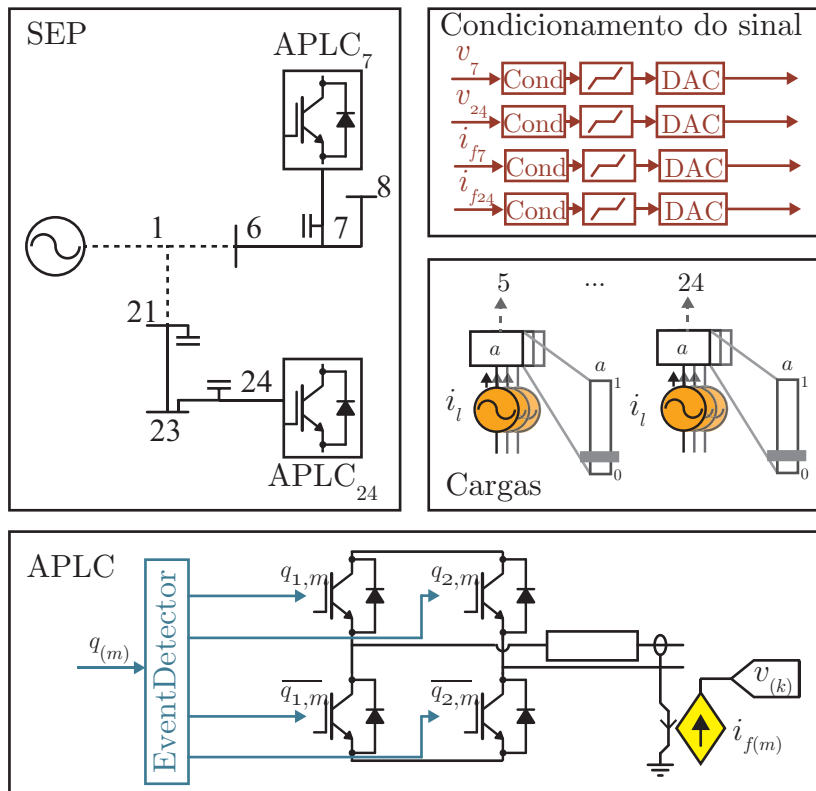 SEP
APLC7
8
1
6
7
21
24
23
APLC24
Condicionamento do sinal
v7
Cond
DAC
v24
Cond
DAC
if7
Cond
DAC
if24
Cond
DAC
5 ... 24
a
a
1
il
0
a
a
1
il
0
Cargas
APLC
q(m)
EventDetector
q1,m
q2,m
q̅1,m
q̅2,m
v(k)
if(m)